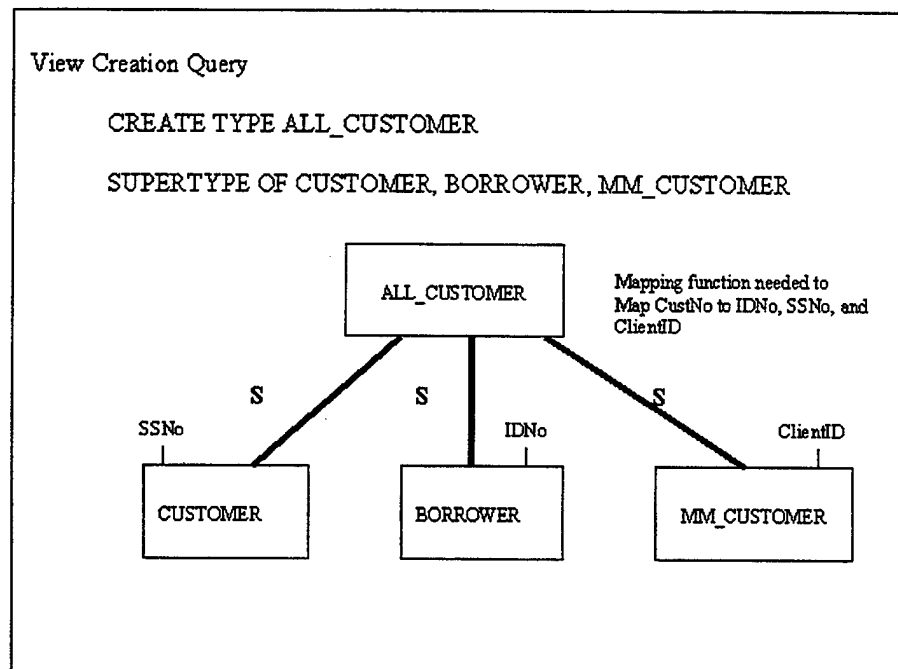 View Creation Query
CREATE TYPE ALL_CUSTOMER
SUPERTYPE OF CUSTOMER, BORROWER, MM_CUSTOMER
ALL_CUSTOMER
Mapping function needed to
Map CustNo to IDNo, SSNo, and
ClientID
S
S
S
SSNo
IDNo
ClientID
CUSTOMER
BORROWER
MM_CUSTOMER